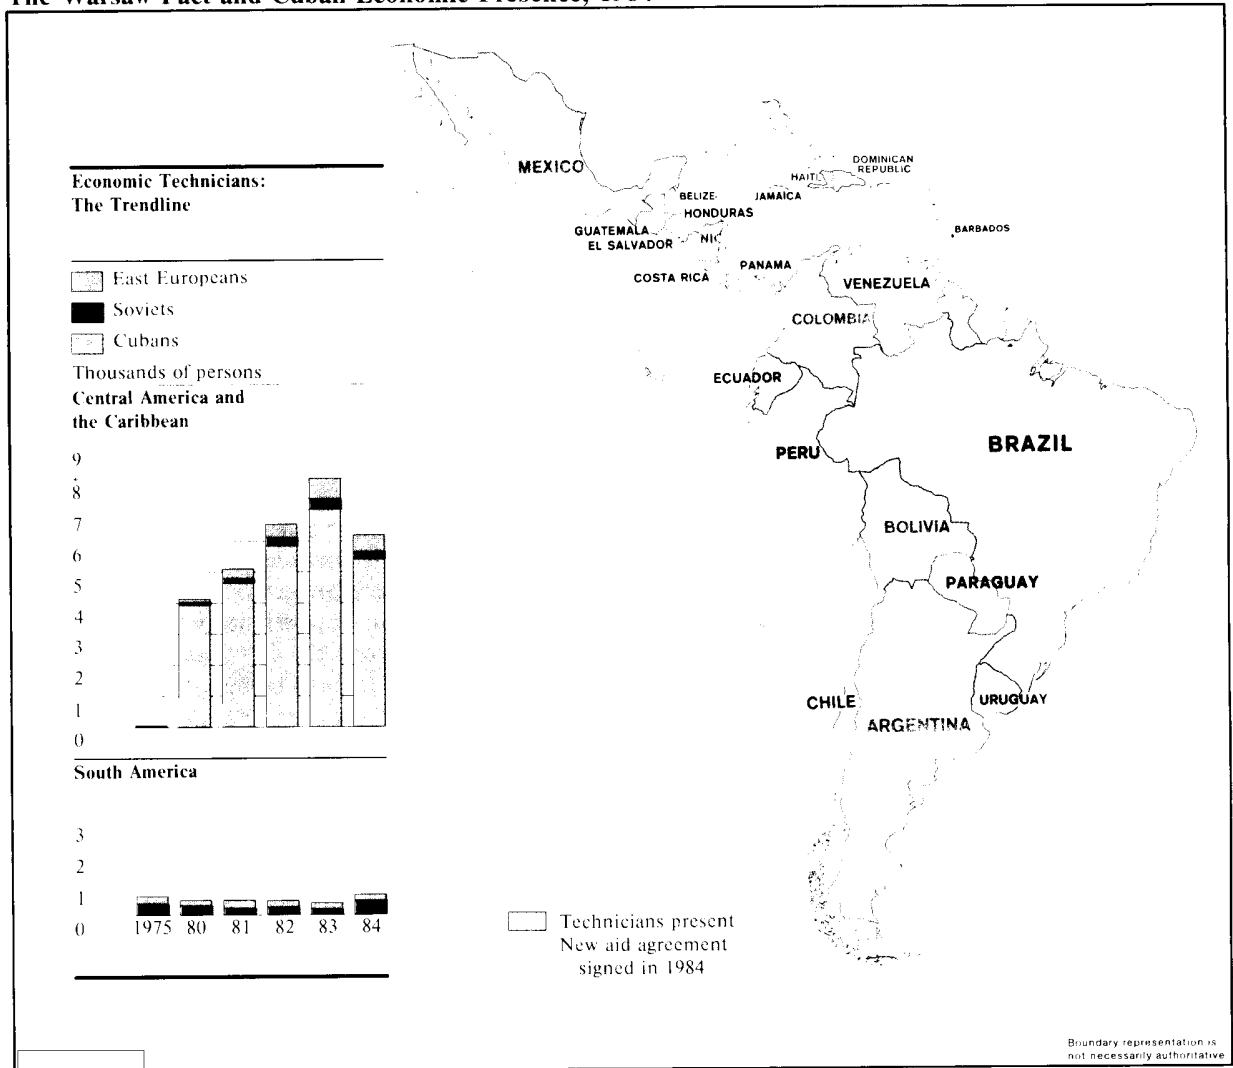 The Warsaw Pact and Cuban Economic Presence, 1984
Economic Technicians:
The Trendline
East Europeans
Soviets
Cubans
Thousands of persons
Central America and
the Caribbean
9
8
7
6
5
4
3
2
1
0
South America
3
2
1
0
1975 80 81 82 83 84
MEXICO
BELIZE
HONDURAS
GUATEMALA
EL SALVADOR
NIC
COSTA RICA
PANAMA
JAMAICA
HAITI
DOMINICAN
REPUBLIC
BARBADOS
VENEZUELA
COLOMBIA
ECUADOR
PERU
BRAZIL
BOLIVIA
PARAGUAY
CHILE
ARGENTINA
URUGUAY
Technicians present
New aid agreement
signed in 1984
Boundary representation is
not necessarily authoritative